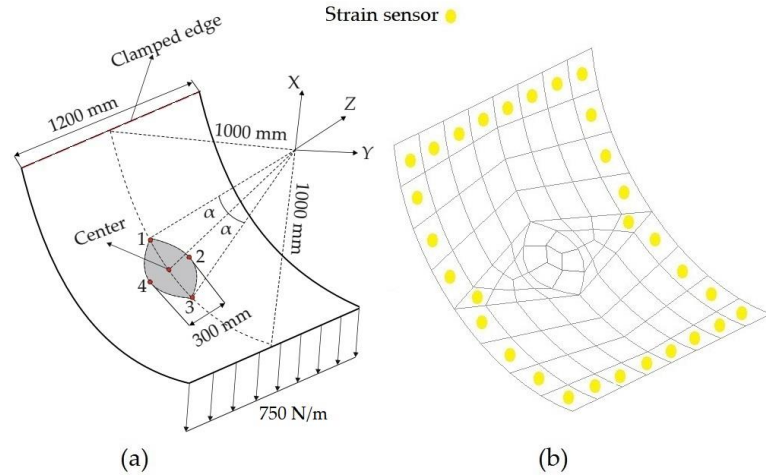 Strain sensor
Clamped edge
1200 mm
1000 mm
X
Z
Y
1000 mm
α
α
Center
1
2
3
4
300 mm
750 N/m
(a)
(b)